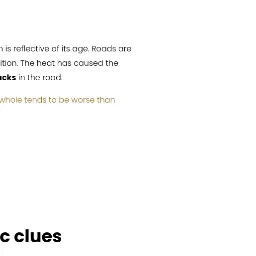 is reflective of its age. Roads are
ition. The heat has caused the
acks in the road.
whole tends to be worse than
c clues